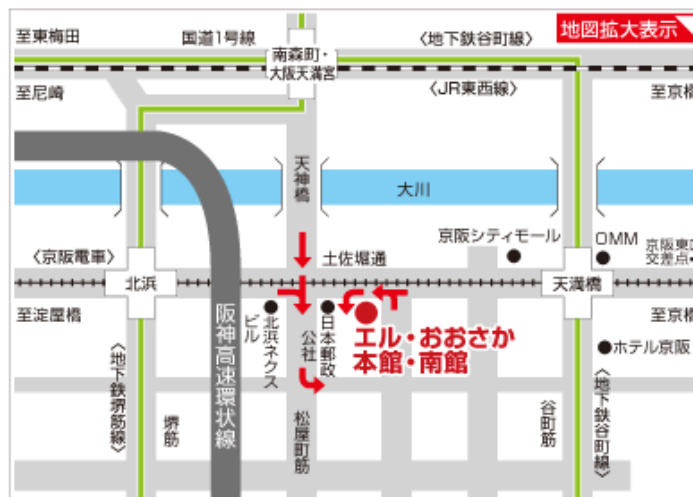 地図拡大表示
至東梅田
国道1号線
〈地下鉄谷町線〉
南森町・
大阪天満宮
至尼崎
〈JR東西線〉
至京橋
天神橋
大川
京阪シティモール
OMM
〈京阪電車〉
土佐堀通
京阪東口
交差点
北浜
天満橋
至淀屋橋
至京橋
阪神高速環状線
北浜ネクス
ビル
日本郵政
公社
エル・おおさか
本館・南館
ホテル京阪
〈地下鉄堺筋線〉
堺筋
松屋町筋
谷町筋
〈地下鉄谷町線〉